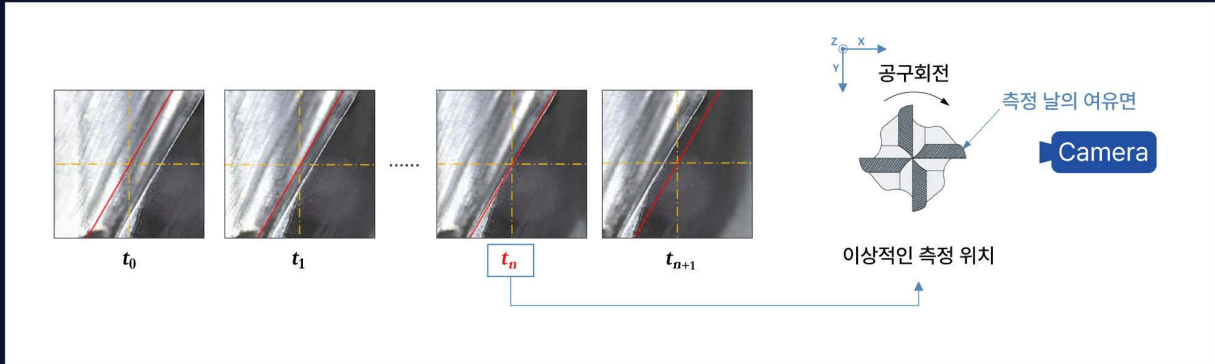 Z X
Y
공구회전
측정 날의 여유면
Camera
......
t0
t1
tn
tn+1
이상적인 측정 위치